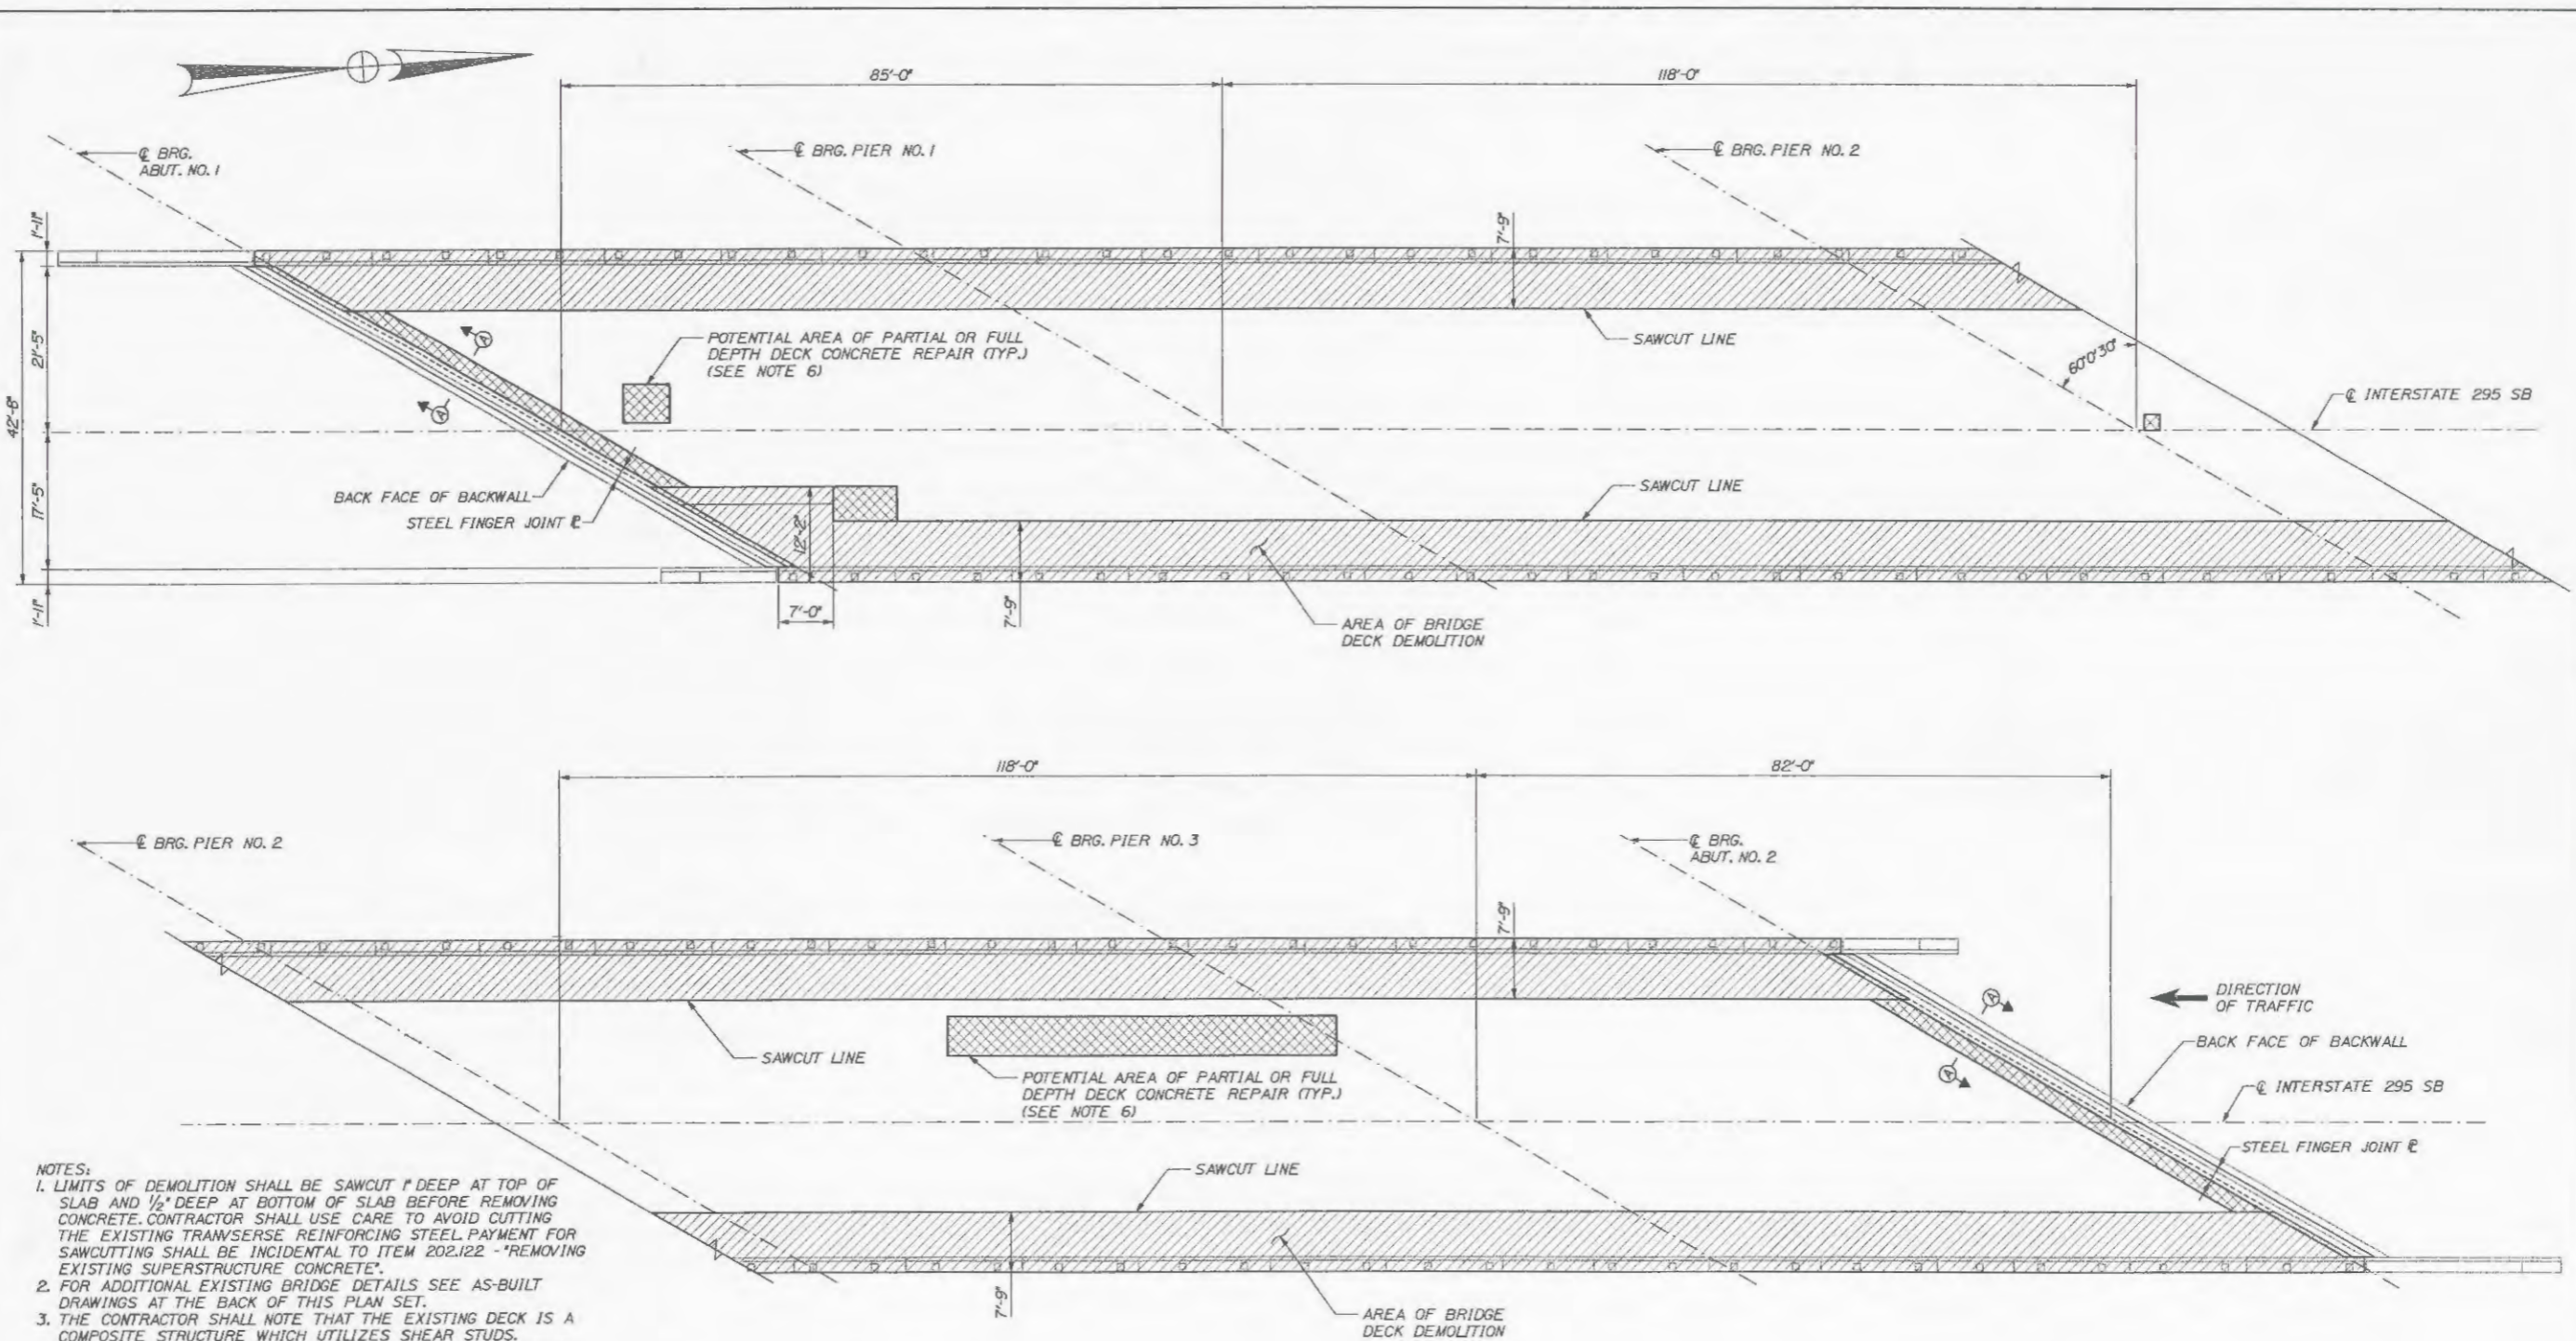 85'-0"
118'-0"
℄ BRG.
ABUT. NO. 1
℄ BRG. PIER NO. 1
℄ BRG. PIER NO. 2
1'-11"
21'-5"
42'-8"
17'-5"
1'-11"
7'-9"
A
A
POTENTIAL AREA OF PARTIAL OR FULL
DEPTH DECK CONCRETE REPAIR (TYP.)
(SEE NOTE 6)
SAWCUT LINE
60°0'30"
℄ INTERSTATE 295 SB
BACK FACE OF BACKWALL
STEEL FINGER JOINT ℄
SAWCUT LINE
12'-2"
7'-0"
7'-9"
AREA OF BRIDGE
DECK DEMOLITION
118'-0"
82'-0"
℄ BRG. PIER NO. 2
℄ BRG. PIER NO. 3
℄ BRG.
ABUT. NO. 2
7'-9"
A
A
DIRECTION
OF TRAFFIC
BACK FACE OF BACKWALL
℄ INTERSTATE 295 SB
STEEL FINGER JOINT ℄
SAWCUT LINE
POTENTIAL AREA OF PARTIAL OR FULL
DEPTH DECK CONCRETE REPAIR (TYP.)
(SEE NOTE 6)
SAWCUT LINE
7'-9"
AREA OF BRIDGE
DECK DEMOLITION
NOTES:
1. LIMITS OF DEMOLITION SHALL BE SAWCUT 1" DEEP AT TOP OF
SLAB AND 1/2" DEEP AT BOTTOM OF SLAB BEFORE REMOVING
CONCRETE. CONTRACTOR SHALL USE CARE TO AVOID CUTTING
THE EXISTING TRANVSERSE REINFORCING STEEL. PAYMENT FOR
SAWCUTTING SHALL BE INCIDENTAL TO ITEM 202.122 - "REMOVING
EXISTING SUPERSTRUCTURE CONCRETE".
2. FOR ADDITIONAL EXISTING BRIDGE DETAILS SEE AS-BUILT
DRAWINGS AT THE BACK OF THIS PLAN SET.
3. THE CONTRACTOR SHALL NOTE THAT THE EXISTING DECK IS A
COMPOSITE STRUCTURE WHICH UTILIZES SHEAR STUDS.